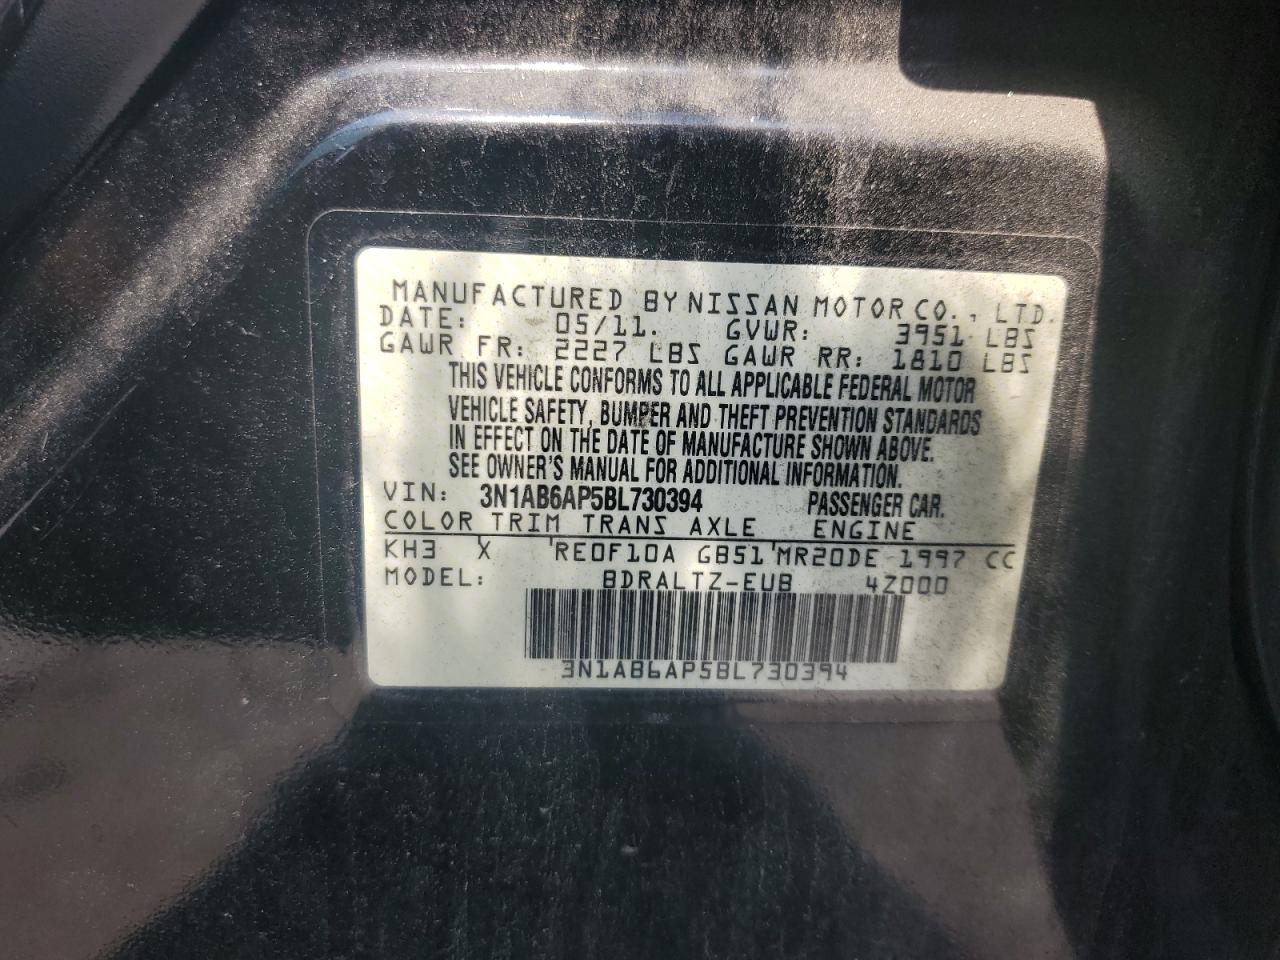 MANUFACTURED BY NISSAN MOTOR CO., LTD.
DATE: 05/11. GVWR: 3951 LBS
GAWR FR: 2227 LBS GAWR RR: 1810 LBS
THIS VEHICLE CONFORMS TO ALL APPLICABLE FEDERAL MOTOR
VEHICLE SAFETY, BUMPER AND THEFT PREVENTION STANDARDS
IN EFFECT ON THE DATE OF MANUFACTURE SHOWN ABOVE.
SEE OWNER'S MANUAL FOR ADDITIONAL INFORMATION.
VIN: 3N1AB6AP5BL730394 PASSENGER CAR.
COLOR TRIM TRANS AXLE ENGINE
KH3 X RE0F10A GB51 MR20DE 1997 CC
MODEL: BDRALTZ-EUB 4Z000
3N1AB6AP5BL730394